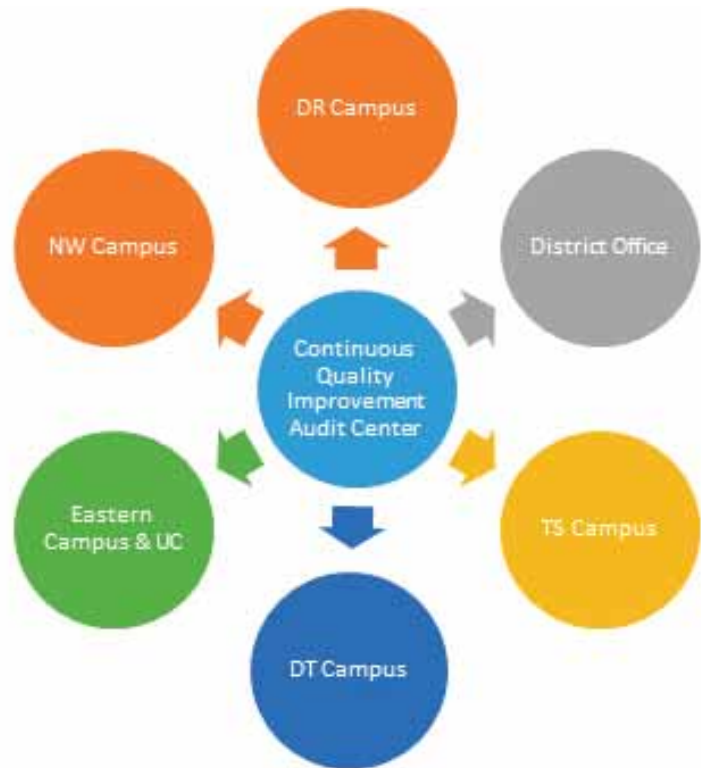 DR Campus
NW Campus
District Office
Continuous
Quality
Improvement
Audit Center
Eastern
Campus & UC
TS Campus
DT Campus